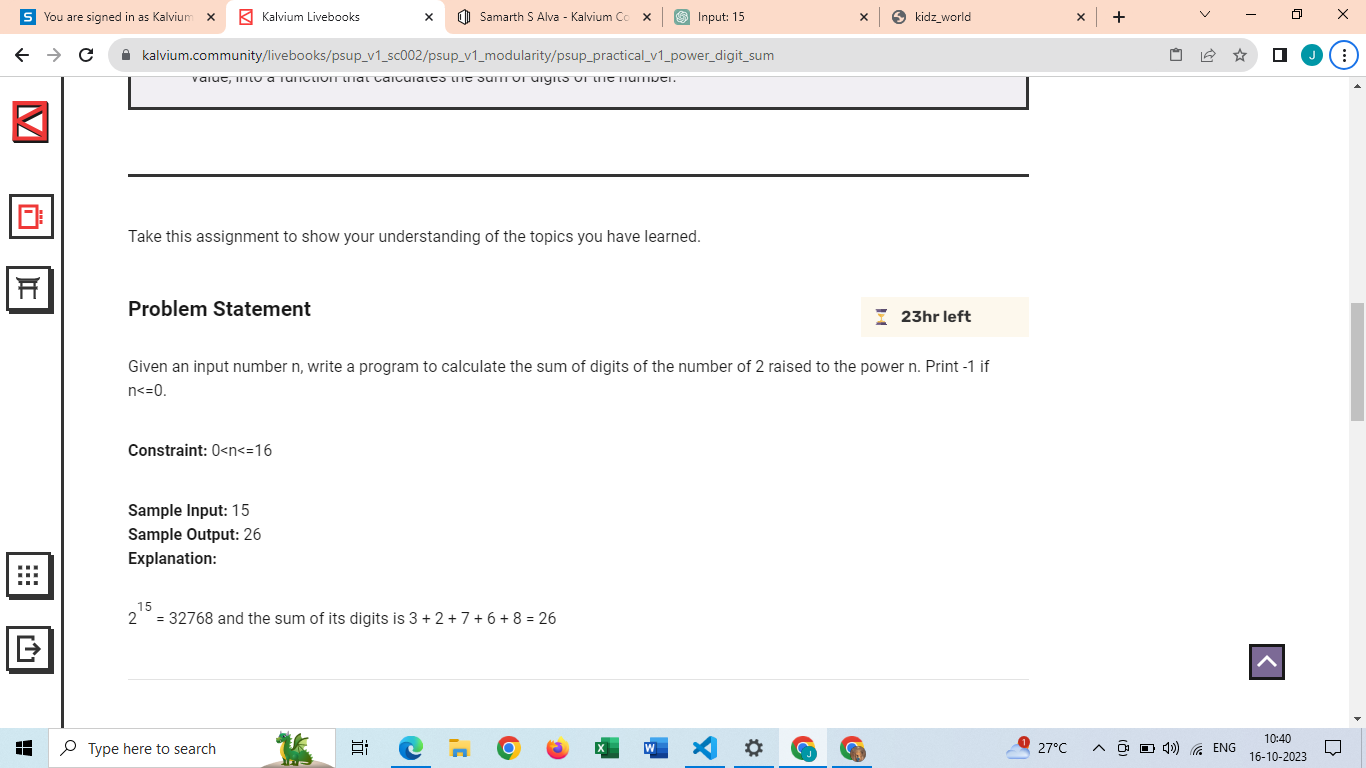 You are signed in as Kalvium
Kalvium Livebooks
Samarth S Alva - Kalvium Co
Input: 15
kidz_world
kalvium.community/livebooks/psup_v1_sc002/psup_v1_modularity/psup_practical_v1_power_digit_sum
J
value, into a function that calculates the sum of digits of the number.
Take this assignment to show your understanding of the topics you have learned.
Problem Statement
23hr left
Given an input number n, write a program to calculate the sum of digits of the number of 2 raised to the power n. Print -1 if
n<=0.
Constraint: 0<n<=16
Sample Input: 15
Sample Output: 26
Explanation:
2^15 = 32768 and the sum of its digits is 3 + 2 + 7 + 6 + 8 = 26
Type here to search
1
27°C
ENG
10:40
16-10-2023